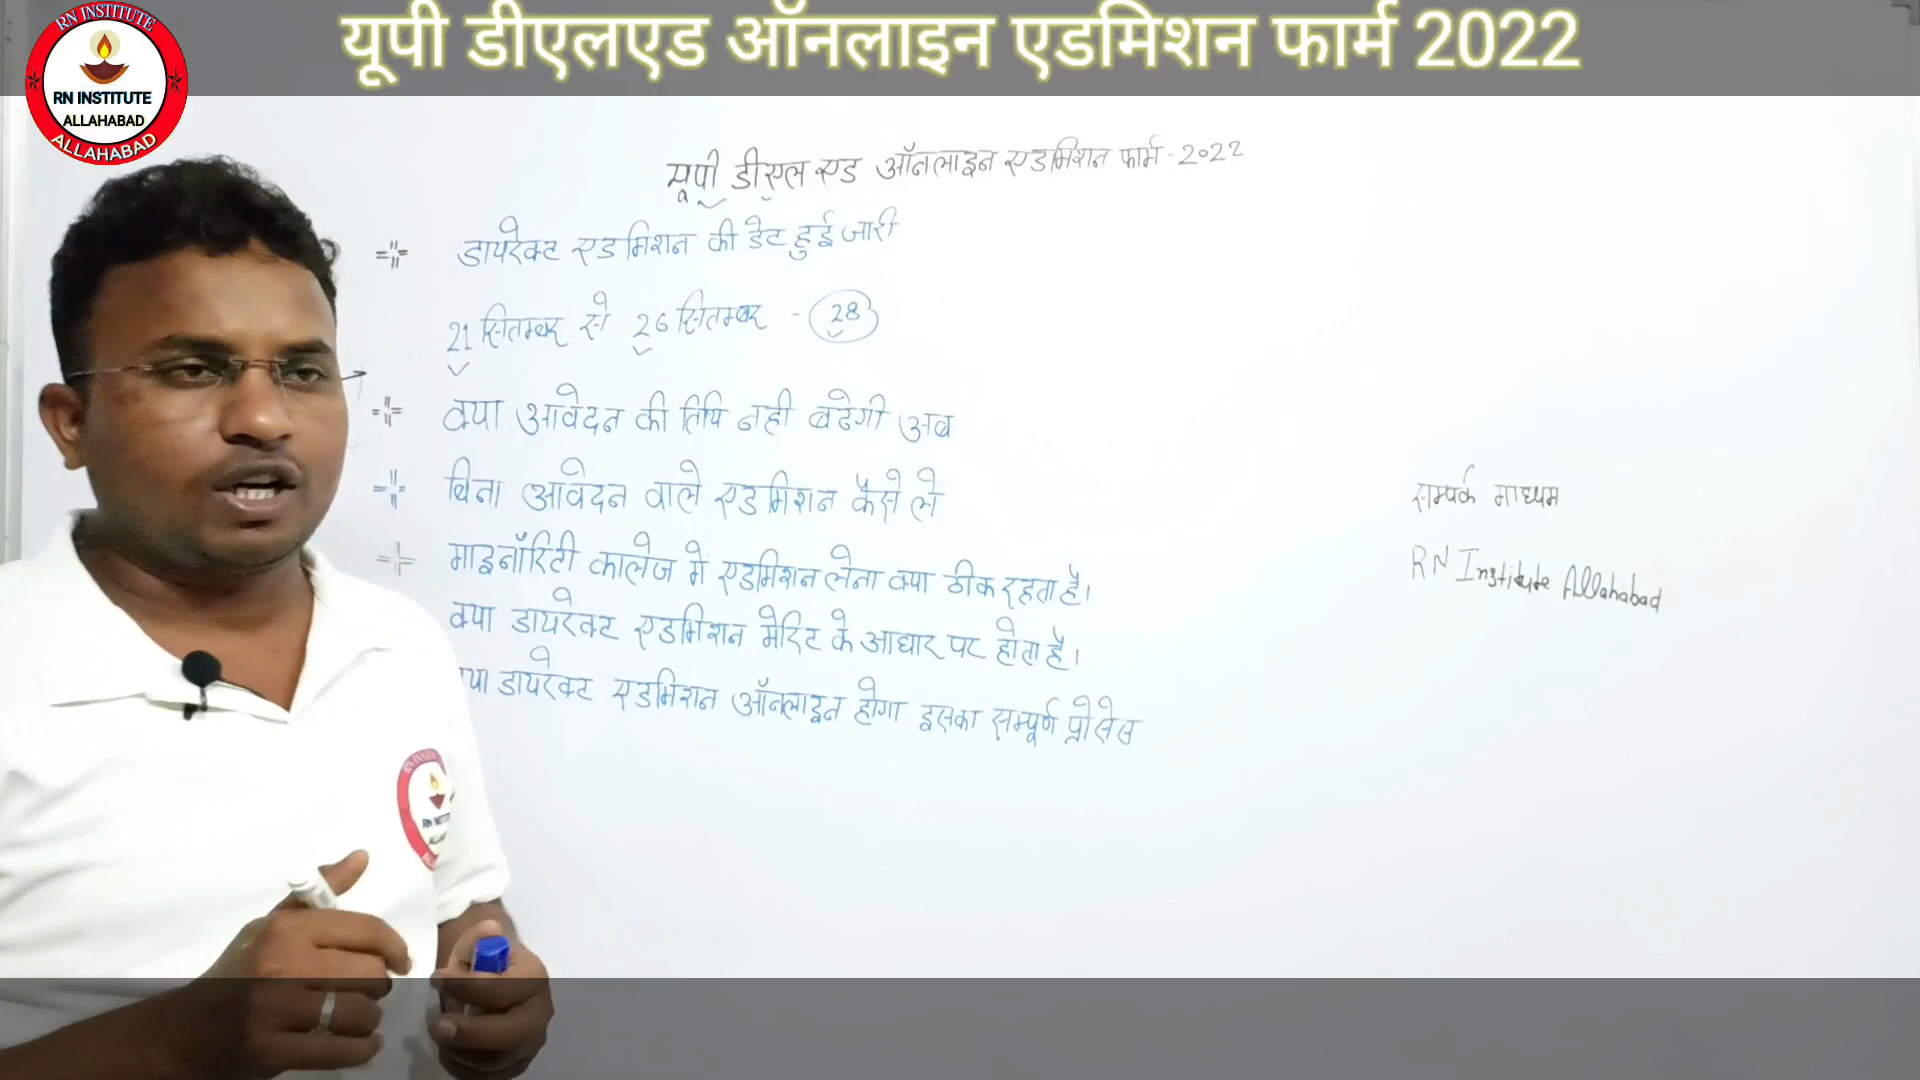 RN INSTITUTE
RN INSTITUTE
ALLAHABAD
ALLAHABAD
यूपी डीएलएड ऑनलाइन एडमिशन फार्म 2022
यूपी डीएल एड ऑनलाइन एडमिशन फार्म - 2022
डायरेक्ट एडमिशन की डेट हुई जारी
21 सितम्बर से 26 सितम्बर - 28
क्या आवेदन की तिथि नही बढेगी अब
बिना आवेदन वाले एडमिशन कैसे ले
माइनॉरिटी कालेज मे एडमिशन लेना क्या ठीक रहता है।
क्या डायरेक्ट एडमिशन मेरिट के आधार पर होता है।
डायरेक्ट एडमिशन ऑनलाइन होगा इसका सम्पूर्ण प्रोसेस
सम्पर्क माध्यम
RN Institute Allahabad